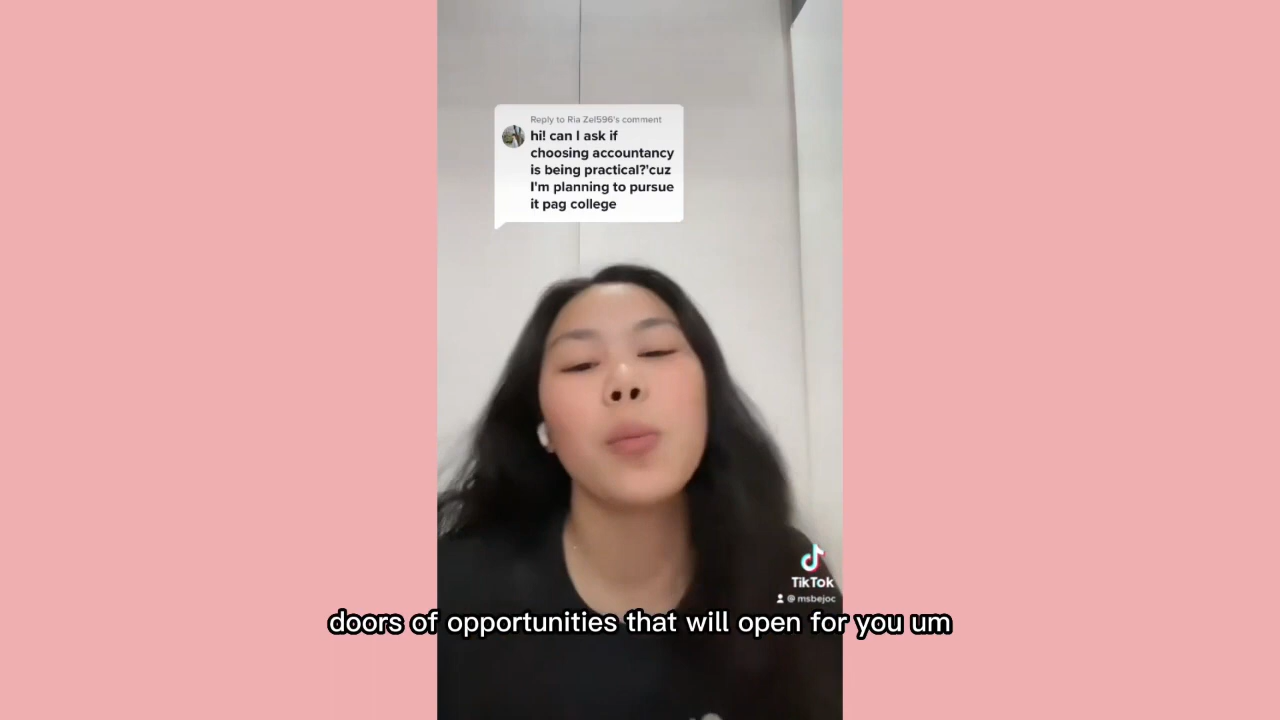 Reply to Ria Zel596's comment
hi! can I ask if
choosing accountancy
is being practical?'cuz
I'm planning to pursue
it pag college
TikTok
@ msbejoc
doors of opportunities that will open for you um